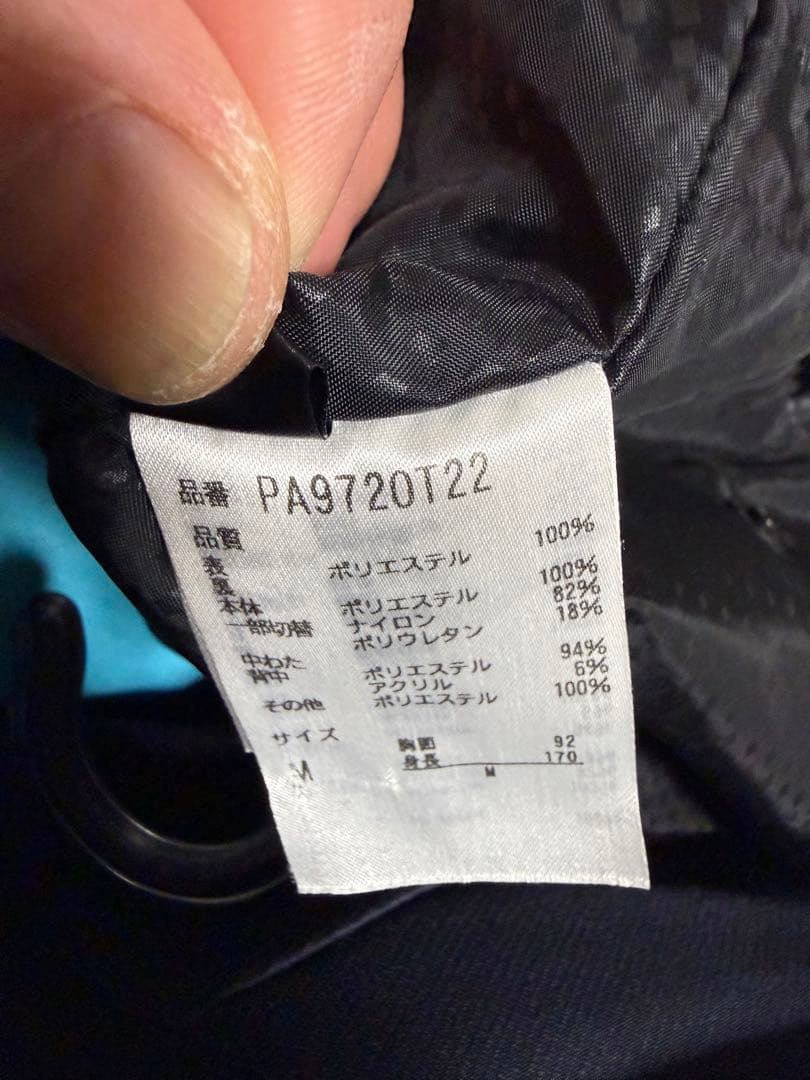 品番 PA9720T22
品質
表 ポリエステル 100%
裏
本体 ポリエステル 100%
一部切替 ナイロン 82%
ポリウレタン 18%
中わた
背中 ポリエステル 94%
アクリル 6%
その他 ポリエステル 100%
サイズ
胸囲 92
M 身長 170
M